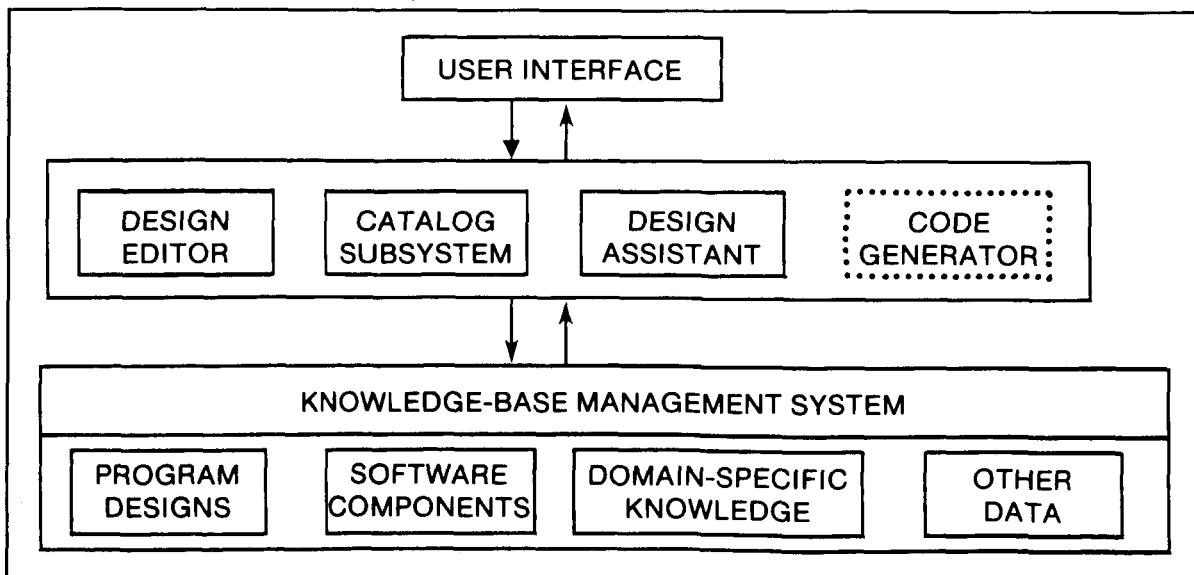 USER INTERFACE
DESIGN
EDITOR
CATALOG
SUBSYSTEM
DESIGN
ASSISTANT
CODE
GENERATOR
KNOWLEDGE-BASE MANAGEMENT SYSTEM
PROGRAM
DESIGNS
SOFTWARE
COMPONENTS
DOMAIN-SPECIFIC
KNOWLEDGE
OTHER
DATA